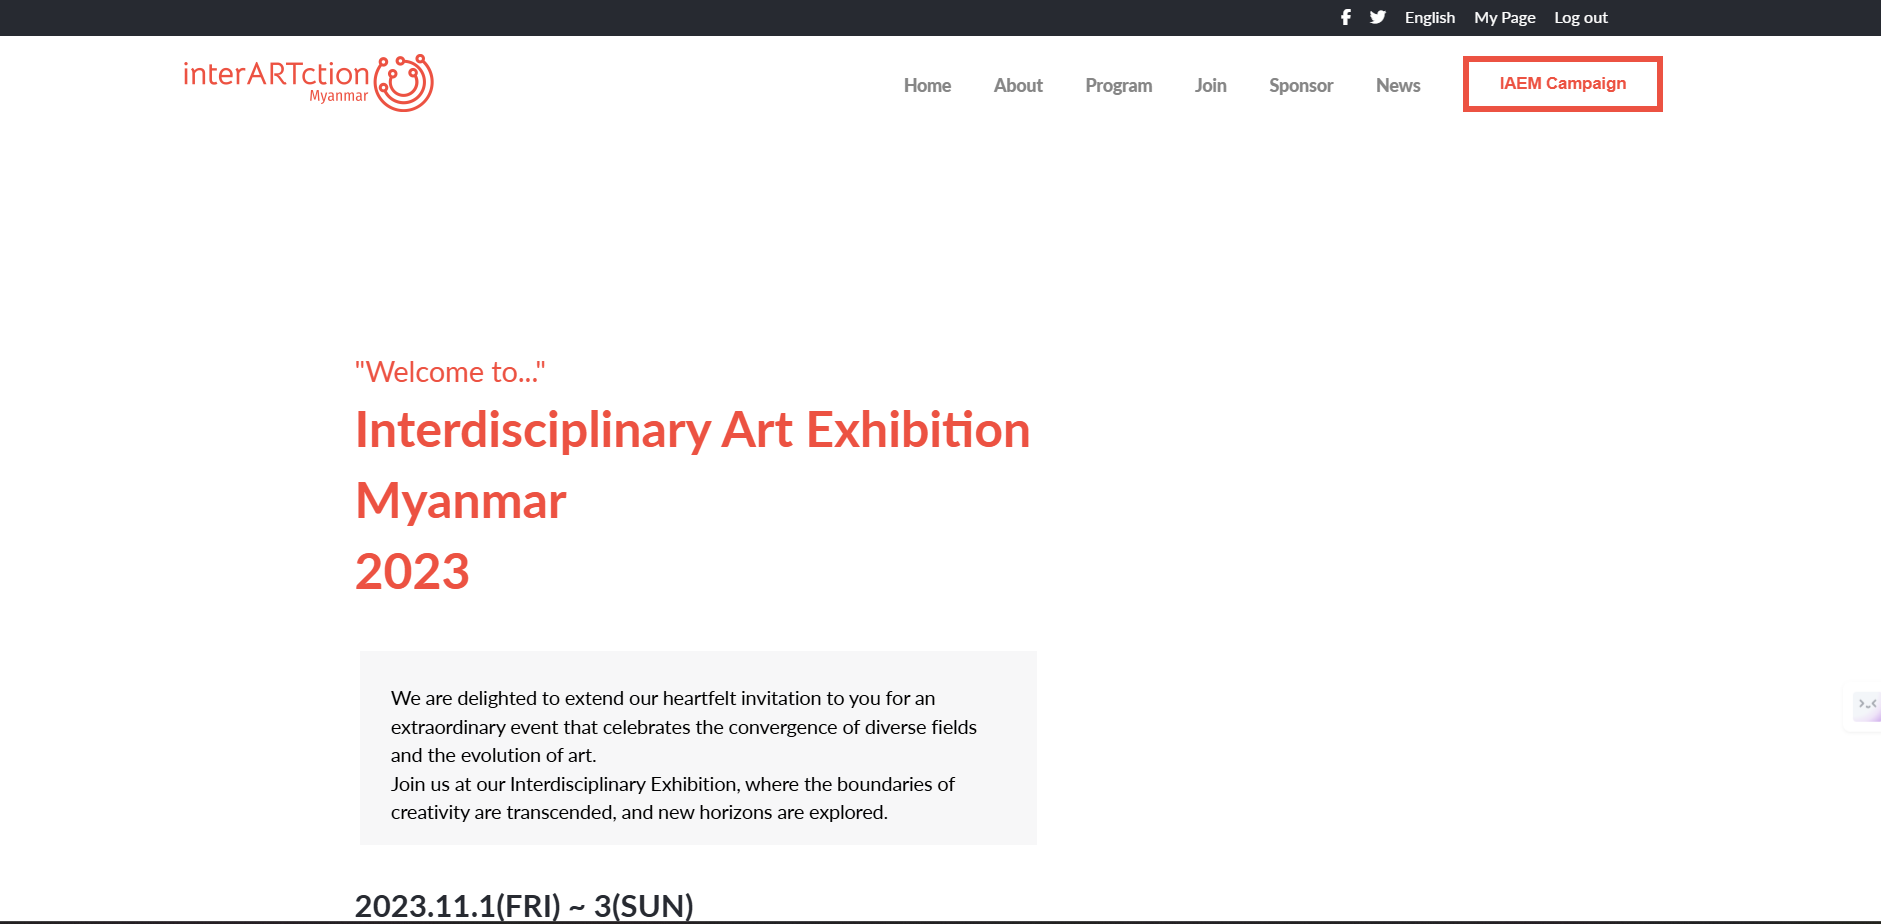 English My Page Log out
interARTction
Myanmar
Home About Program Join Sponsor News IAEM Campaign
"Welcome to..."
Interdisciplinary Art Exhibition
Myanmar
2023
We are delighted to extend our heartfelt invitation to you for an
extraordinary event that celebrates the convergence of diverse fields
and the evolution of art.
Join us at our Interdisciplinary Exhibition, where the boundaries of
creativity are transcended, and new horizons are explored.
2023.11.1(FRI) ~ 3(SUN)